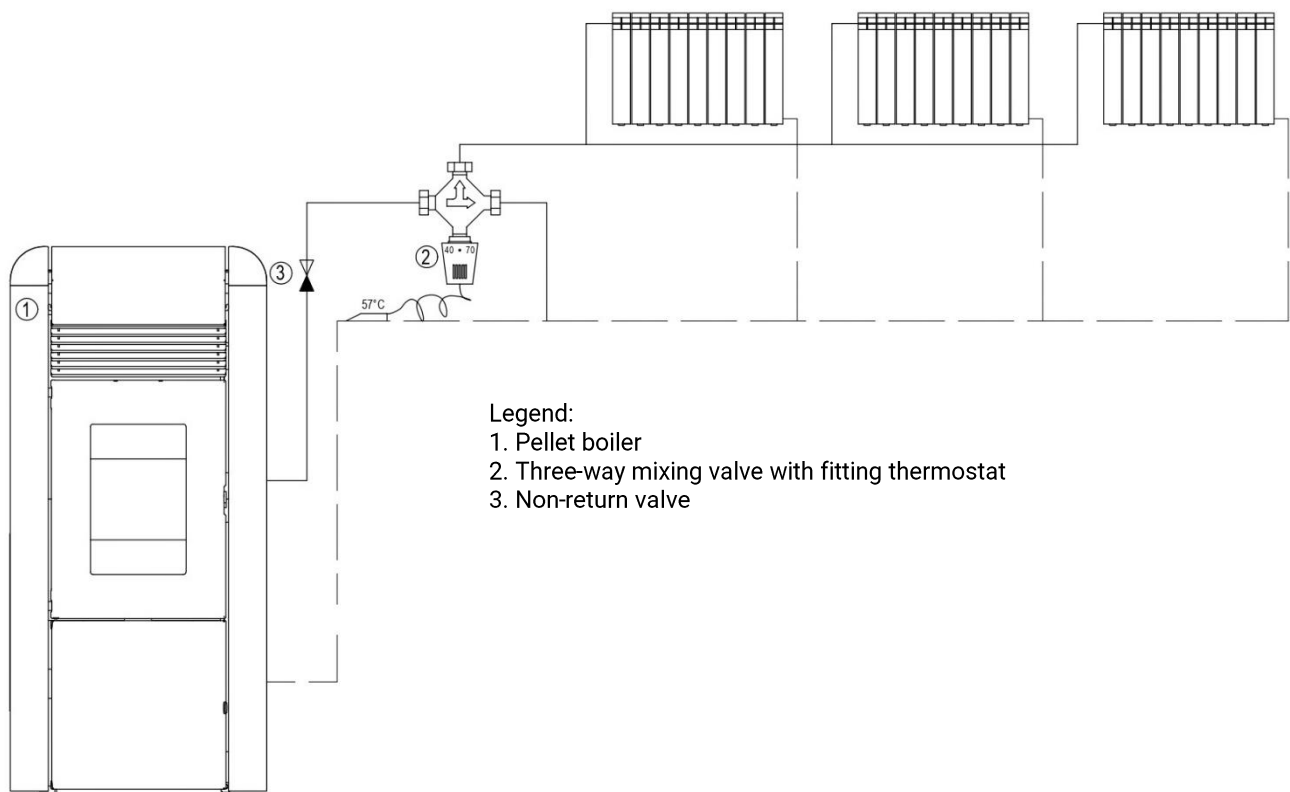 3
2
40 • 70
1
57°C
Legend:
1. Pellet boiler
2. Three-way mixing valve with fitting thermostat
3. Non-return valve